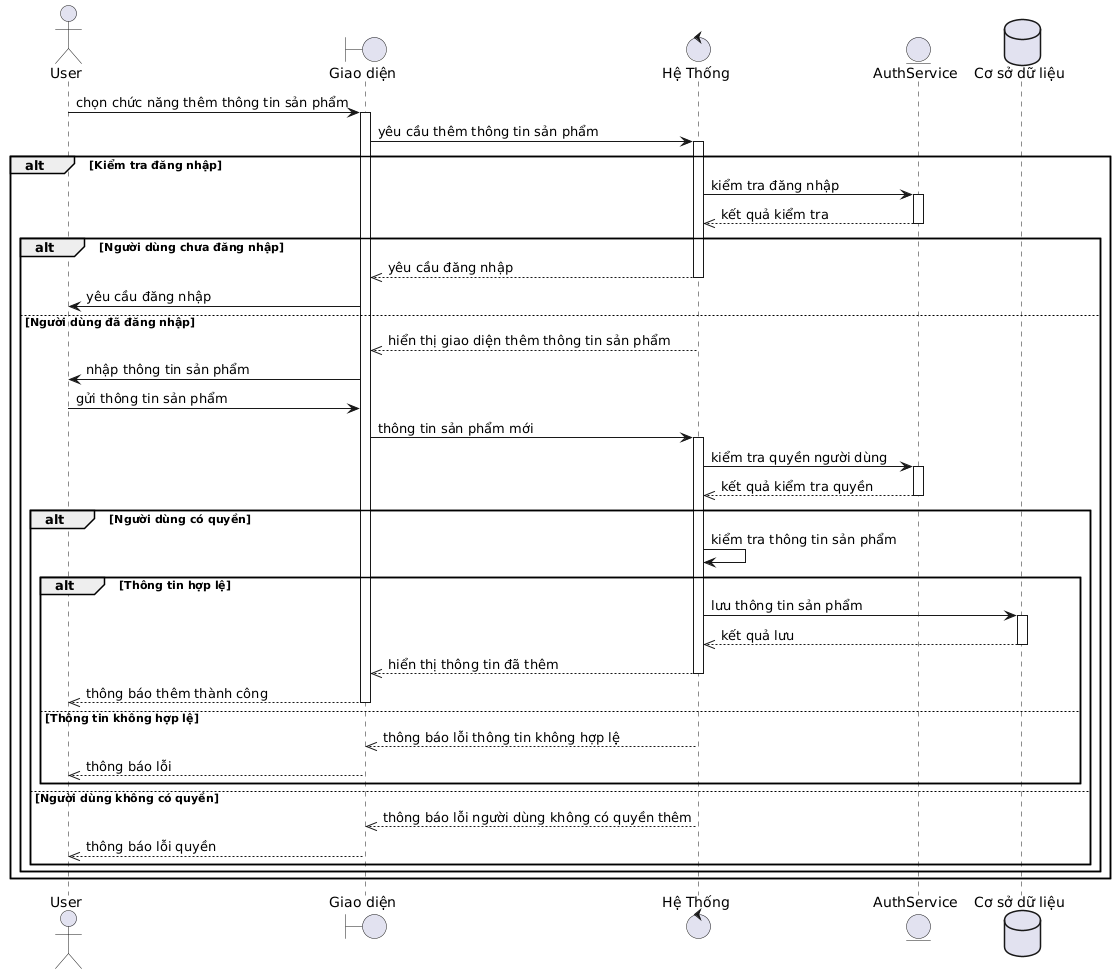 User
Giao diện
Hệ Thống
AuthService
Cơ sở dữ liệu
chọn chức năng thêm thông tin sản phẩm
yêu cầu thêm thông tin sản phẩm
alt [Kiểm tra đăng nhập]
kiểm tra đăng nhập
kết quả kiểm tra
alt [Người dùng chưa đăng nhập]
yêu cầu đăng nhập
yêu cầu đăng nhập
[Người dùng đã đăng nhập]
hiển thị giao diện thêm thông tin sản phẩm
nhập thông tin sản phẩm
gửi thông tin sản phẩm
thông tin sản phẩm mới
kiểm tra quyền người dùng
kết quả kiểm tra quyền
alt [Người dùng có quyền]
kiểm tra thông tin sản phẩm
alt [Thông tin hợp lệ]
lưu thông tin sản phẩm
kết quả lưu
hiển thị thông tin đã thêm
thông báo thêm thành công
[Thông tin không hợp lệ]
thông báo lỗi thông tin không hợp lệ
thông báo lỗi
[Người dùng không có quyền]
thông báo lỗi người dùng không có quyền thêm
thông báo lỗi quyền
User
Giao diện
Hệ Thống
AuthService
Cơ sở dữ liệu